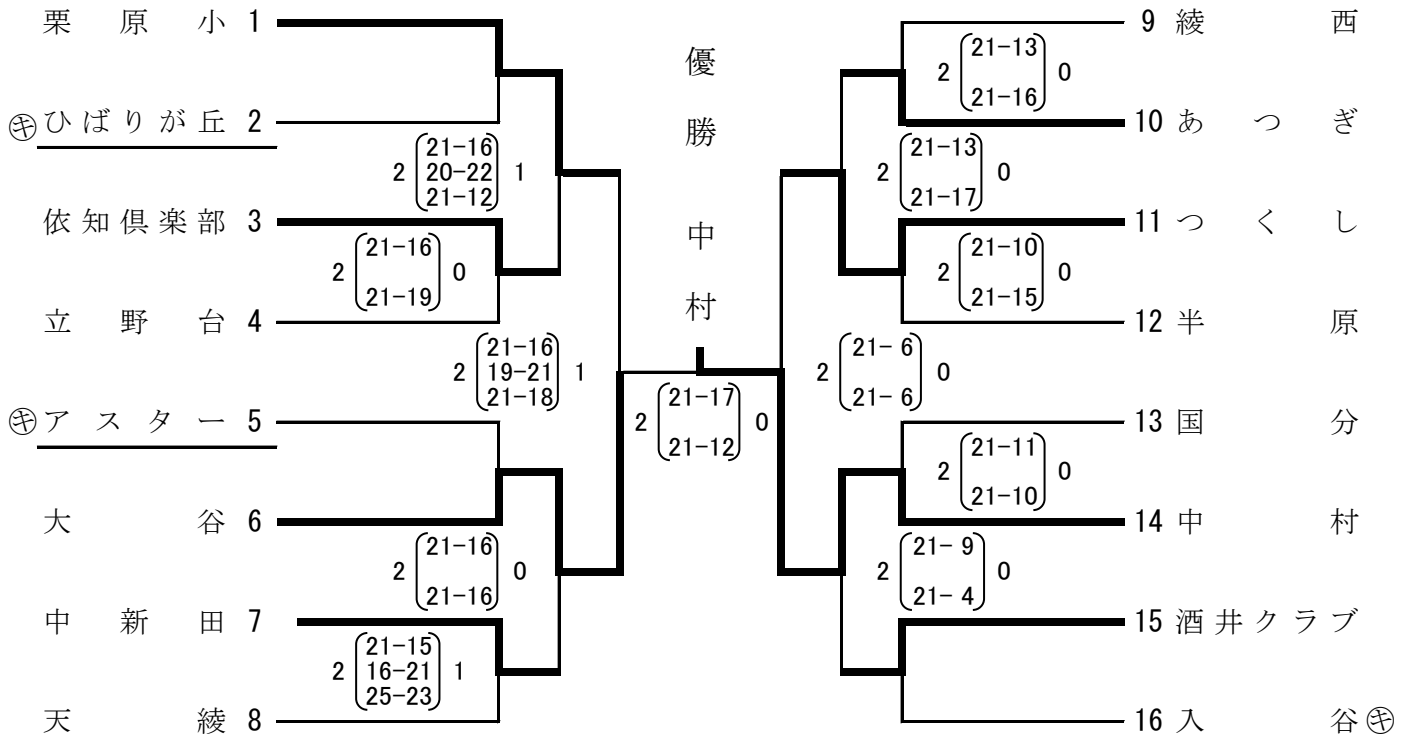 栗原小 1
㋖ひばりが丘 2
2 21-16 20-22 21-12 1
依知倶楽部 3
2 21-16 21-19 0
立野台 4
2 21-16 19-21 21-18 1
㋖アスター 5
大谷 6
2 21-16 21-16 0
中新田 7
2 21-15 16-21 25-23 1
天綾 8
優勝 中村
2 21-17 21-12 0
9 綾西
2 21-13 21-16 0
10 あつぎ
2 21-13 21-17 0
11 つくし
2 21-10 21-15 0
12 半原
2 21- 6 21- 6 0
13 国分
2 21-11 21-10 0
14 中村
2 21- 9 21- 4 0
15 酒井クラブ
16 入谷㋖